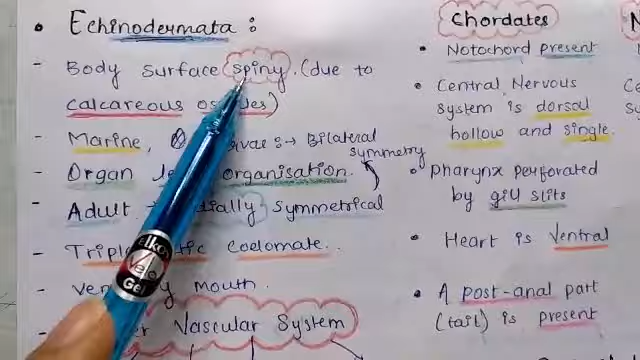 • Echinodermata :
- Body surface spiny. (due to
calcareous
- Marine, Bilateral
symmetry
- Organ organisation.
- Adult symmetrical
- coelomate.
- mouth.
- Vascular System
elkos
Gel
Chordates
• Notochord present
• Central Nervous
system is dorsal
hollow and single.
• Pharynx perforated
by gill slits
• Heart is Ventral
• A post-anal part
(tail) is present